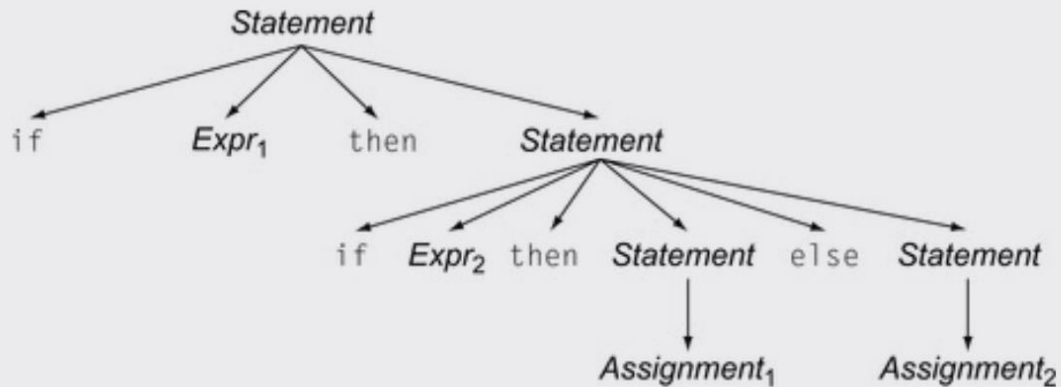 Statement
if Expr₁ then Statement
if Expr₂ then Statement else Statement
Assignment₁ Assignment₂